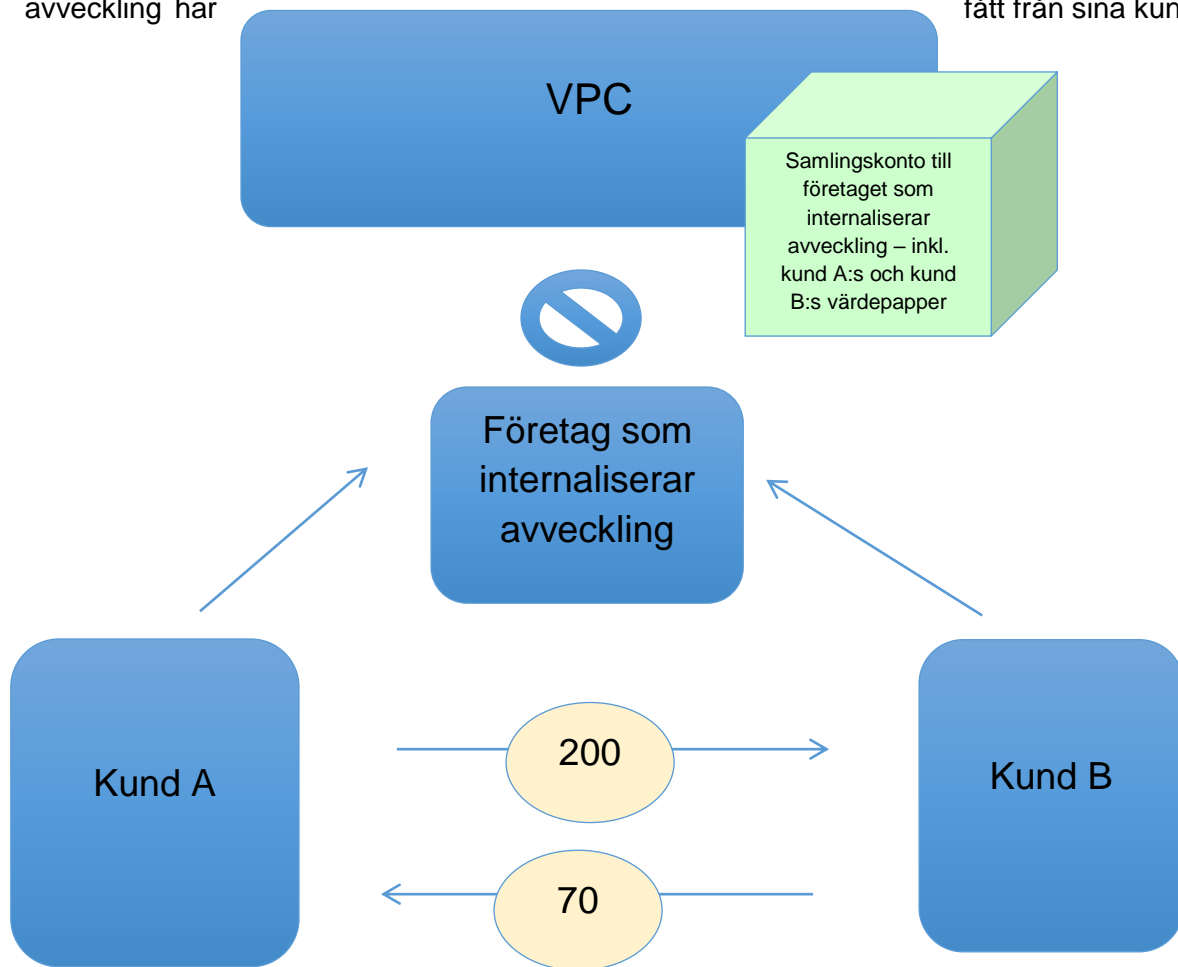 avveckling har
fått från sina kun
VPC
Samlingskonto till
företaget som
internaliserar
avveckling – inkl.
kund A:s och kund
B:s värdepapper
Företag som
internaliserar
avveckling
200
Kund A
Kund B
70